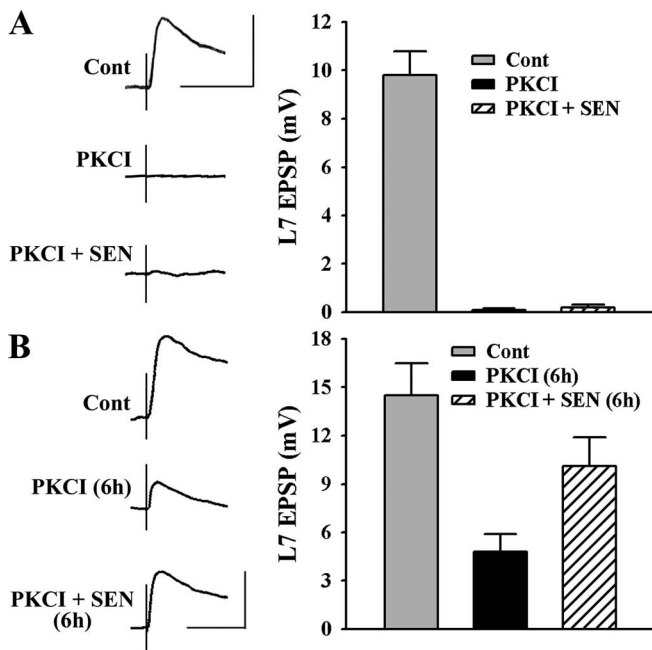 A
Cont
PKCI
PKCI + SEN
L7 EPSP (mV)
12
10
8
6
4
2
0
Cont
PKCI
PKCI + SEN
B
Cont
PKCI (6h)
PKCI + SEN
(6h)
L7 EPSP (mV)
18
15
12
9
6
3
0
Cont
PKCI (6h)
PKCI + SEN (6h)